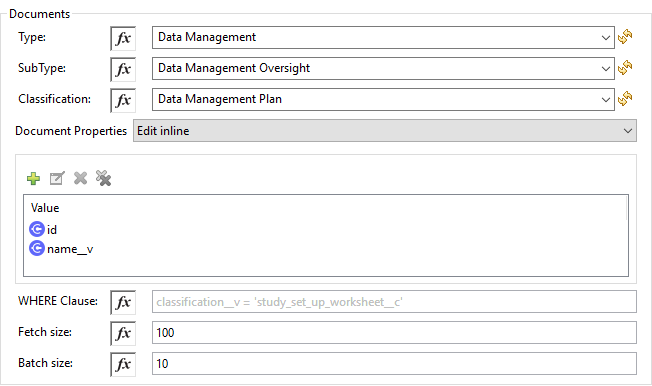 Documents
Type: fx Data Management
SubType: fx Data Management Oversight
Classification: fx Data Management Plan
Document Properties Edit inline
Value
C id
C name__v
WHERE Clause: fx classification__v = 'study_set_up_worksheet__c'
Fetch size: fx 100
Batch size: fx 10